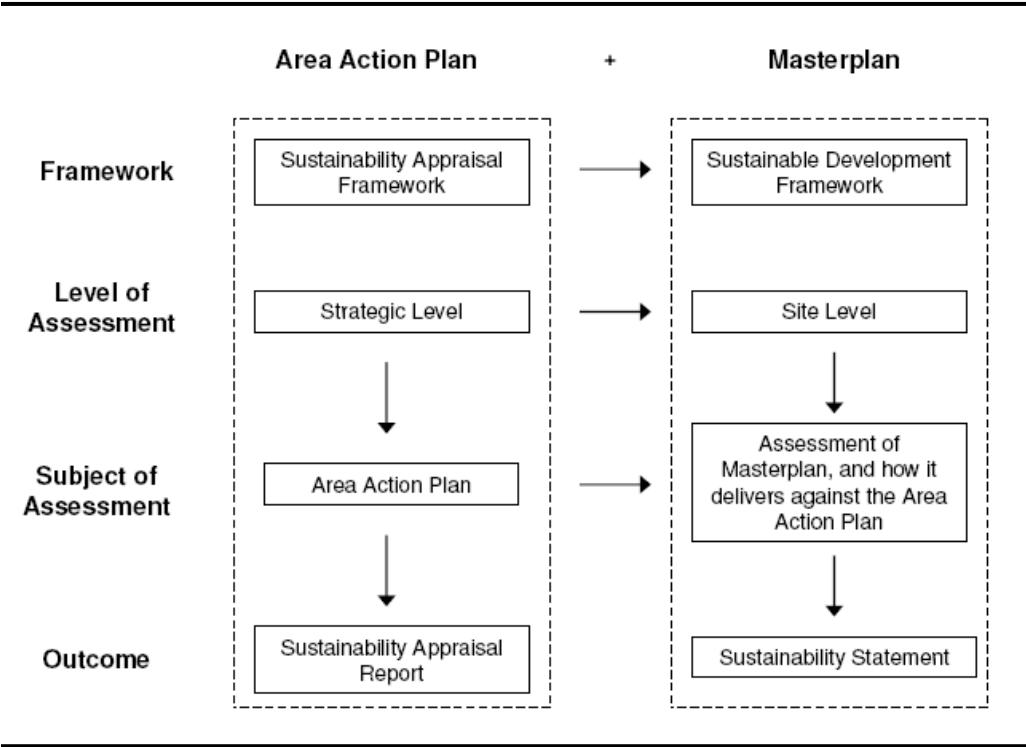 Area Action Plan + Masterplan
Framework
Sustainability Appraisal
Framework
Sustainable Development
Framework
Level of
Assessment
Strategic Level
Site Level
Subject of
Assessment
Area Action Plan
Assessment of
Masterplan, and how it
delivers against the Area
Action Plan
Outcome
Sustainability Appraisal
Report
Sustainability Statement